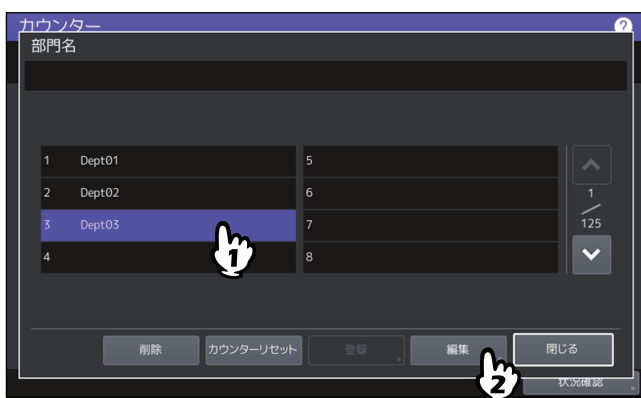 カウンター ?
部門名
1 Dept01 5
2 Dept02 6
3 Dept03 7
4 8
1
125
1
削除 カウンターリセット 登録 編集 閉じる
2
状況確認